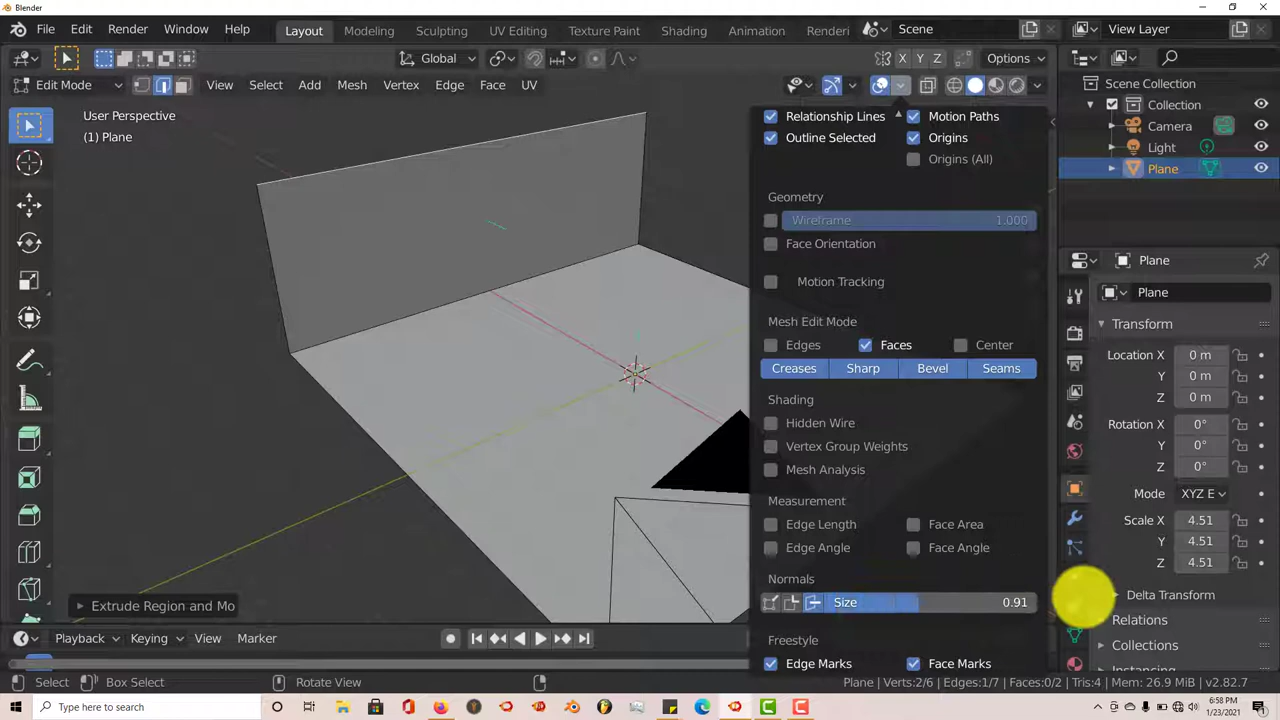 Blender
File Edit Render Window Help Layout Modeling Sculpting UV Editing Texture Paint Shading Animation Renderi Scene View Layer
Global X Y Z Options
Edit Mode View Select Add Mesh Vertex Edge Face UV
User Perspective
(1) Plane
Relationship Lines Motion Paths
Outline Selected Origins
Origins (All)
Geometry
Wireframe 1.000
Face Orientation
Motion Tracking
Mesh Edit Mode
Edges Faces Center
Creases Sharp Bevel Seams
Shading
Hidden Wire
Vertex Group Weights
Mesh Analysis
Measurement
Edge Length Face Area
Edge Angle Face Angle
Normals
Size 0.91
Freestyle
Edge Marks Face Marks
Scene Collection
Collection
Camera
Light
Plane
Plane
Plane
Transform
Location X 0 m
Y 0 m
Z 0 m
Rotation X 0°
Y 0°
Z 0°
Mode XYZ E
Scale X 4.51
Y 4.51
Z 4.51
Delta Transform
Relations
Collections
Instancing
Extrude Region and Mo
Playback Keying View Marker
Select Box Select Rotate View Plane: Verts:2/6 | Edges:1/7 | Faces:0/2 | Tris:4 | Mem: 26.9 MiB | v2.82.7
Type here to search
6:58 PM
1/23/2021